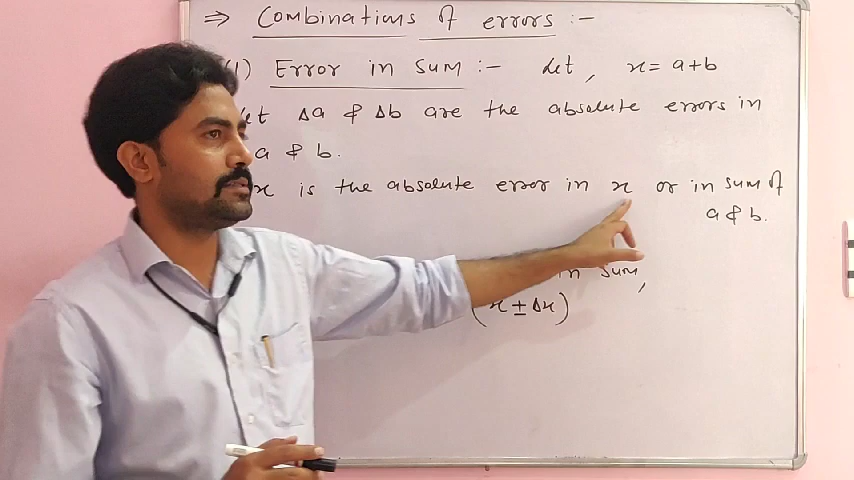 ⇒ Combinations of errors :-
(1) Error in sum :- Let, x = a+b
Let Δa & Δb are the absolute errors in
a & b.
x is the absolute error in x or in sum of
a & b.
in sum,
(x ± Δx)